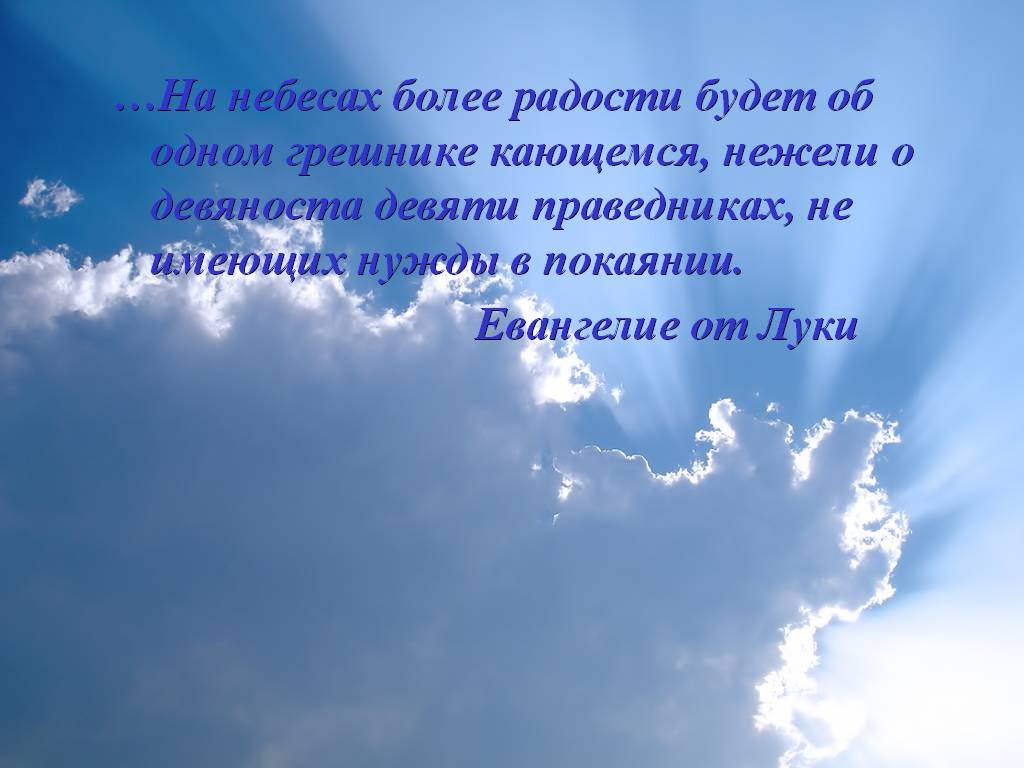 …На небесах более радости будет об
одном грешнике кающемся, нежели о
девяноста девяти праведниках, не
имеющих нужды в покаянии.
Евангелие от Луки